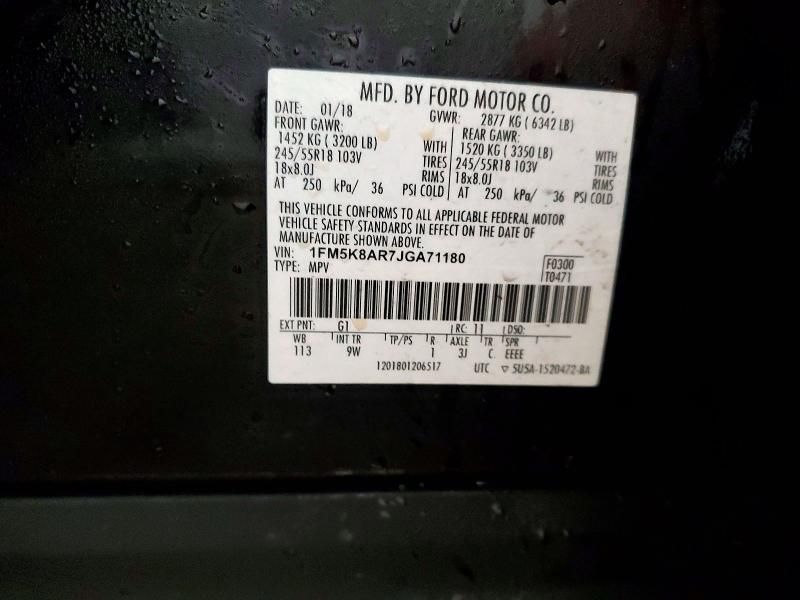 MFD. BY FORD MOTOR CO.
DATE: 01/18 GVWR: 2877 KG ( 6342 LB)
FRONT GAWR: REAR GAWR:
1452 KG ( 3200 LB) WITH 1520 KG ( 3350 LB) WITH
245/55R18 103V TIRES 245/55R18 103V TIRES
18x8.0J RIMS 18x8.0J RIMS
AT 250 kPa/ 36 PSI COLD AT 250 kPa/ 36 PSI COLD
THIS VEHICLE CONFORMS TO ALL APPLICABLE FEDERAL MOTOR
VEHICLE SAFETY STANDARDS IN EFFECT ON THE DATE OF
MANUFACTURE SHOWN ABOVE.
VIN: 1FM5K8AR7JGA71180
TYPE: MPV
F0300
T0471
EXT PNT: G1 RC: 11 DSO:
WB INT TR TP/PS R AXLE TR SPR
113 9W 1 3J C EEEE
1201801206517 UTC ▽ 5U5A-1520472-BA